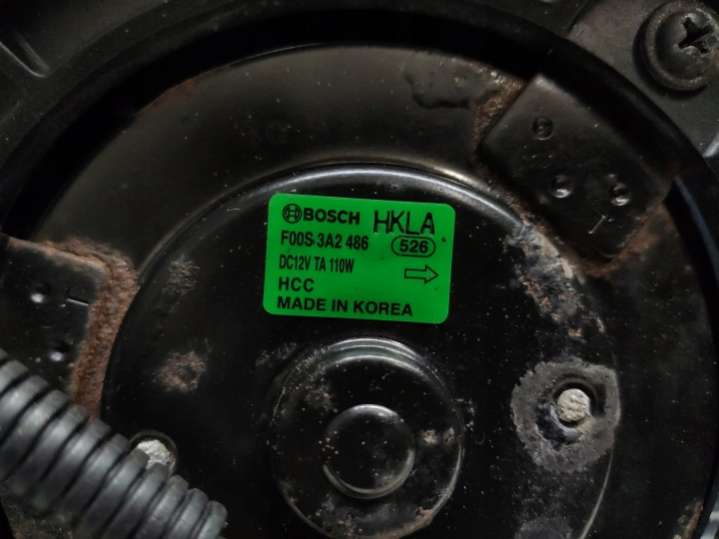 BOSCH HKLA
F00S 3A2 486 526
DC12V TA 110W
HCC
MADE IN KOREA